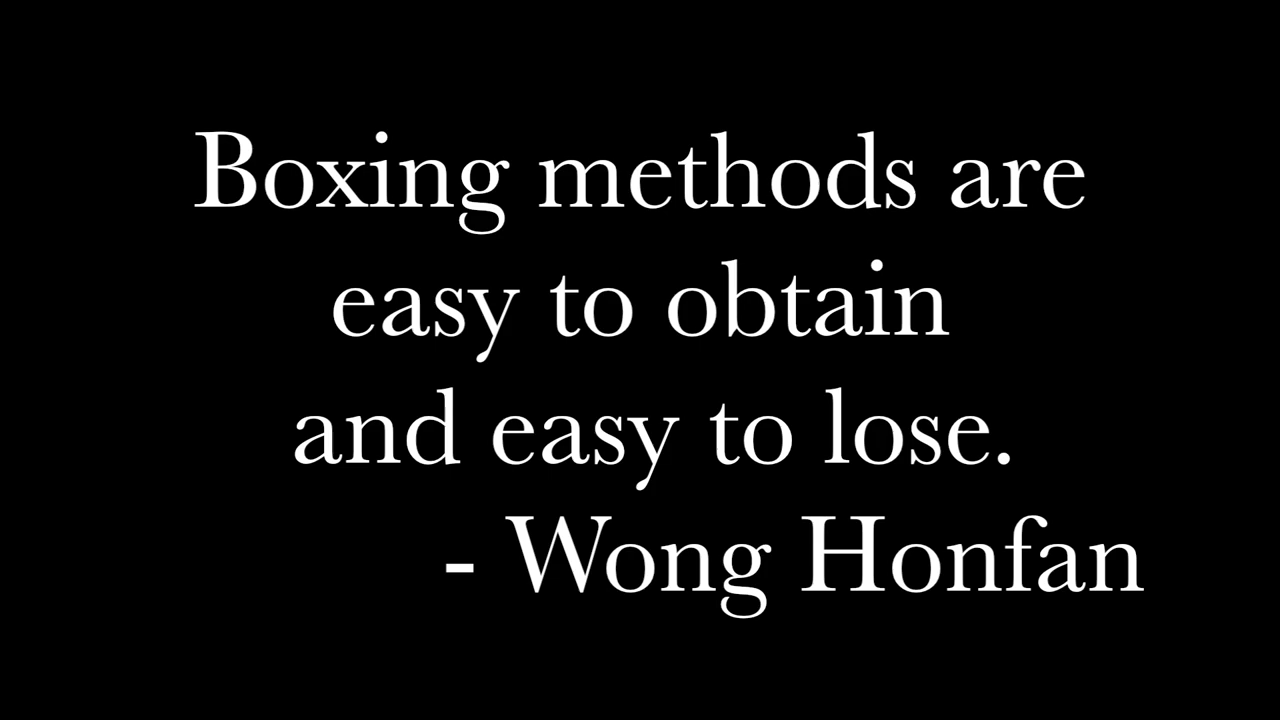 Boxing methods are
easy to obtain
and easy to lose.
- Wong Honfan